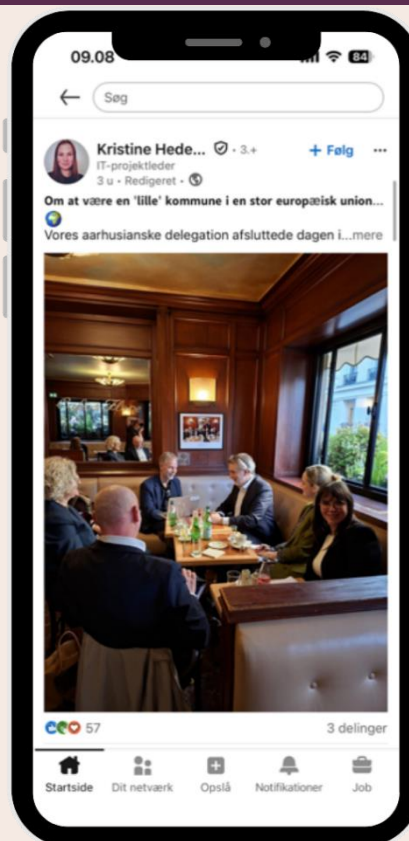 09.08
84
Søg
Kristine Hede... · 3.+
+ Følg
IT-projektleder
3 u • Redigeret •
Om at være en 'lille' kommune i en stor europæisk union...
Vores aarhusianske delegation afsluttede dagen i...mere
57
3 delinger
Startside
Dit netværk
Opslå
Notifikationer
Job